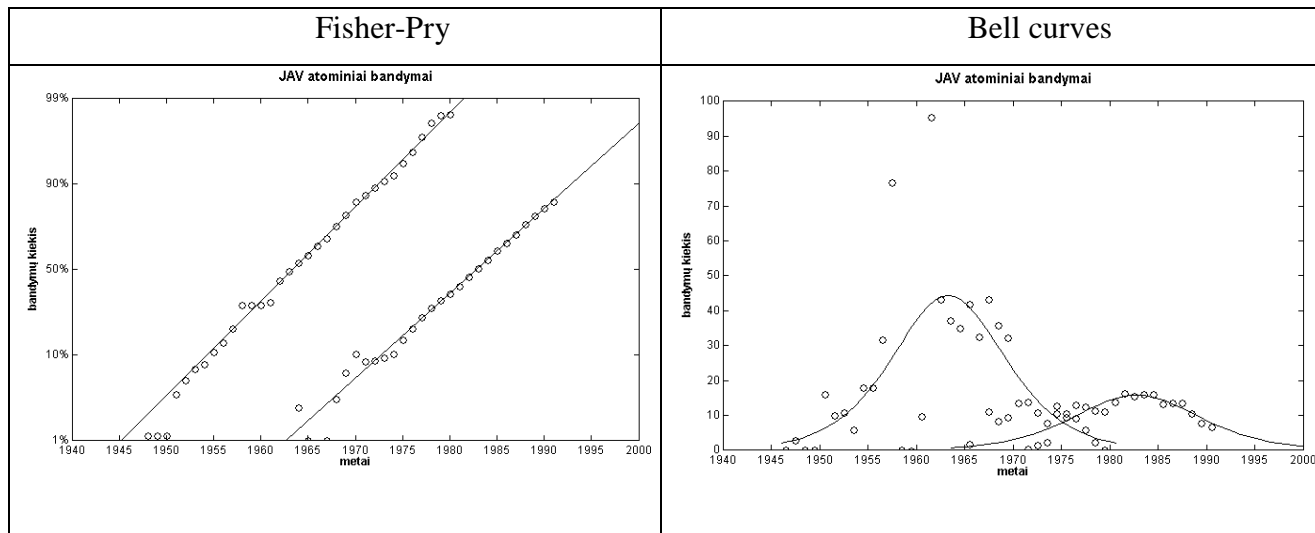 Fisher-Pry
Bell curves
JAV atominiai bandymai
99%
90%
50%
10%
1%
bandymų kiekis
1940 1945 1950 1955 1960 1965 1970 1975 1980 1985 1990 1995 2000
metai
JAV atominiai bandymai
100
90
80
70
60
50
40
30
20
10
0
bandymų kiekis
1940 1945 1950 1955 1960 1965 1970 1975 1980 1985 1990 1995 2000
metai